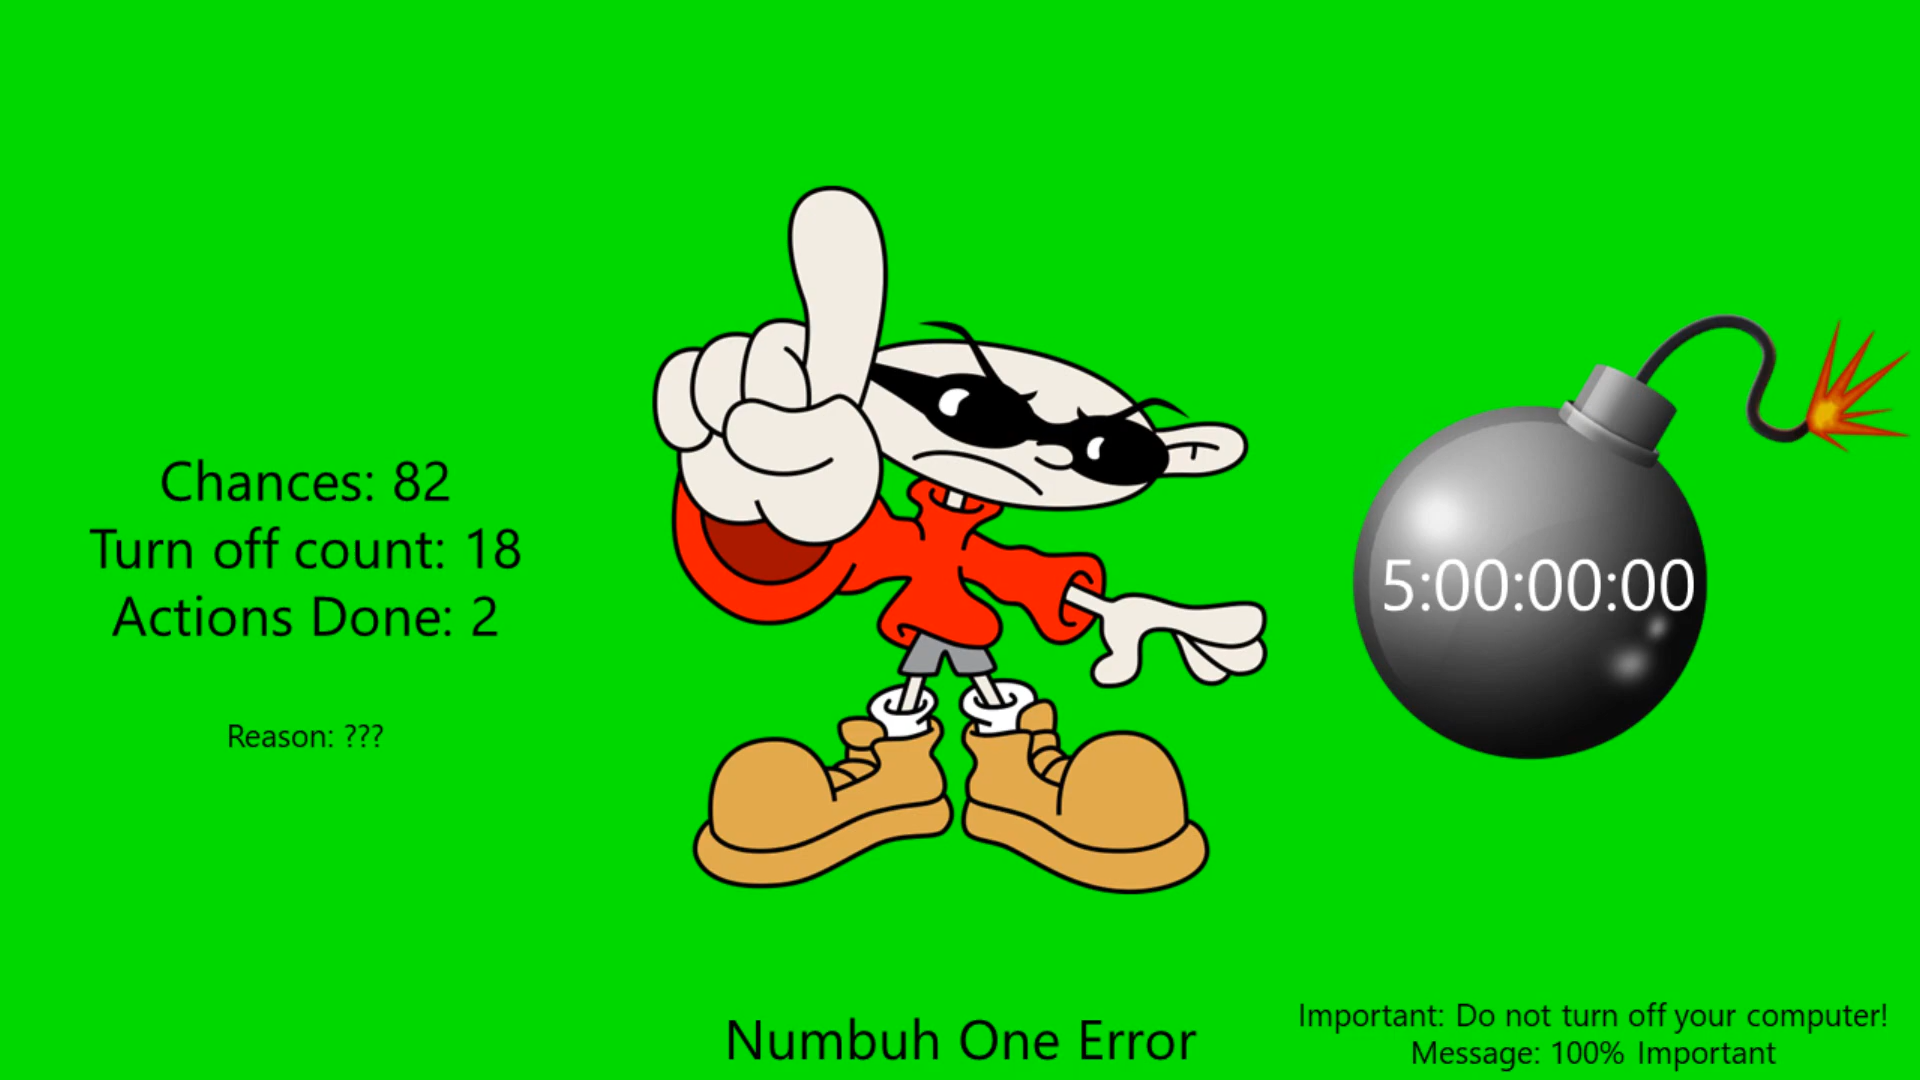 Chances: 82
Turn off count: 18
Actions Done: 2
Reason: ???
5:00:00:00
Numbuh One Error
Important: Do not turn off your computer!
Message: 100% Important